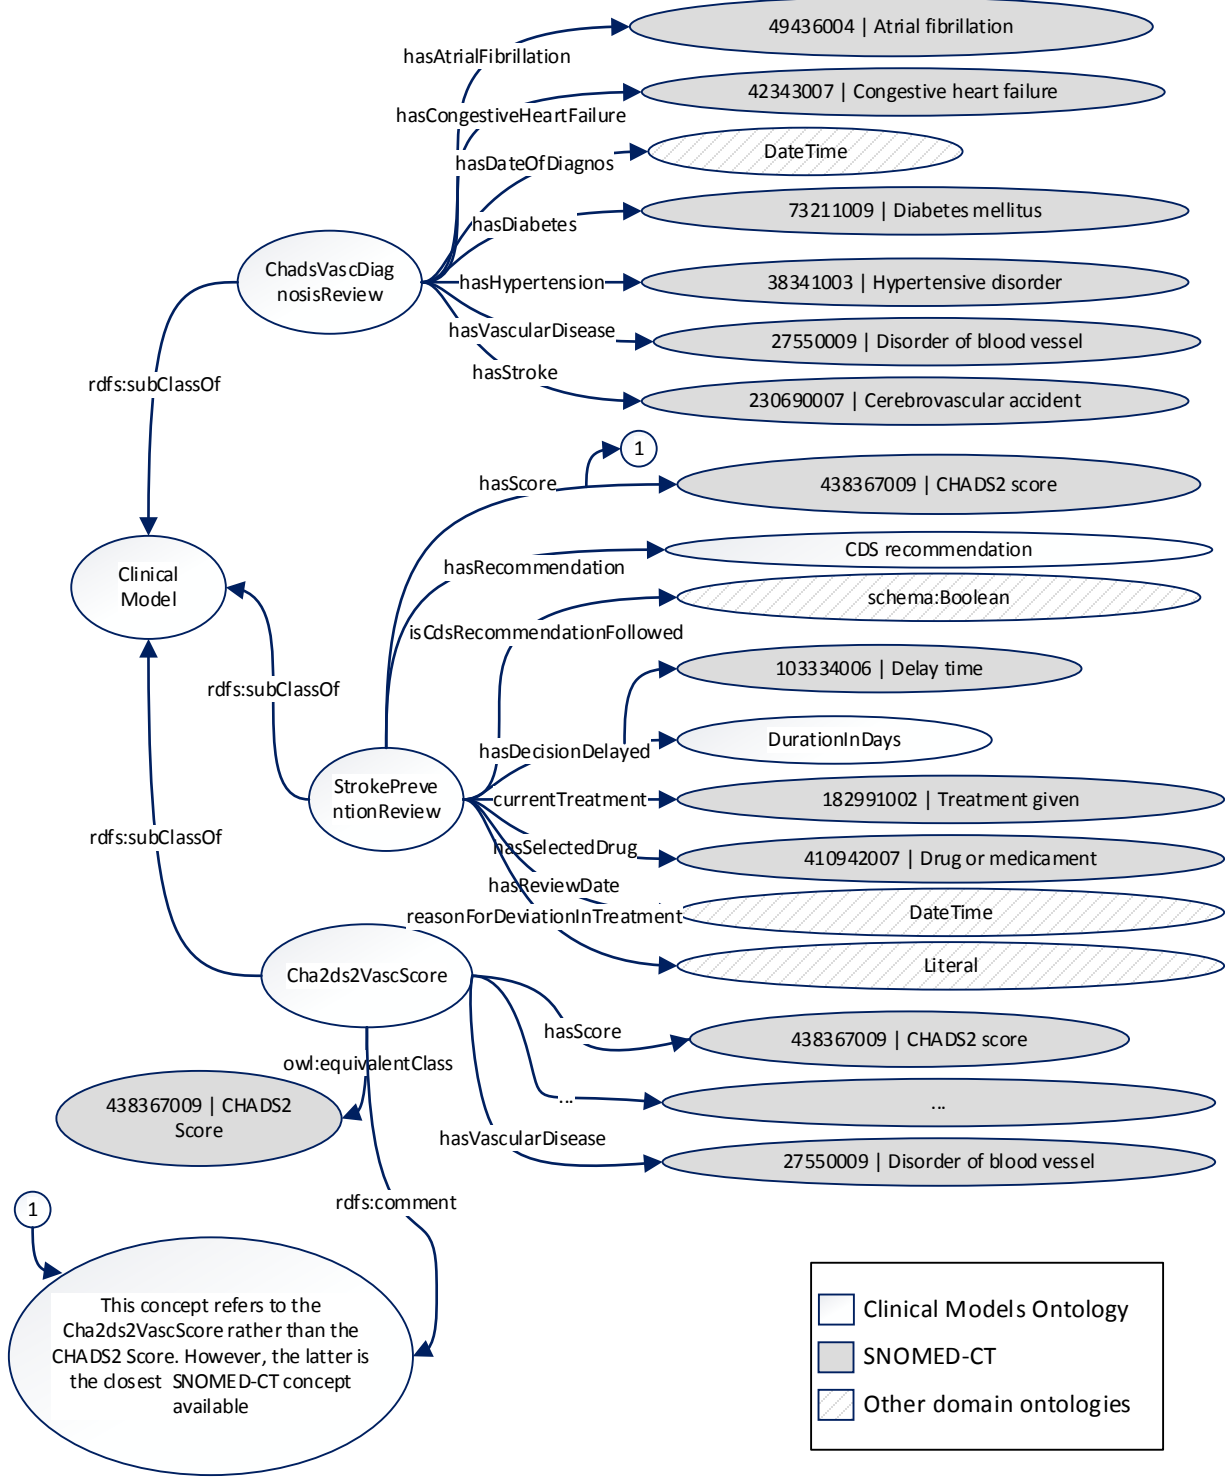 49436004 | Atrial fibrillation
hasAtrialFibrillation
42343007 | Congestive heart failure
hasCongestiveHeartFailure
DateTime
hasDateOfDiagnos
73211009 | Diabetes mellitus
hasDiabetes
ChadsVascDiag
nosisReview
hasHypertension
38341003 | Hypertensive disorder
hasVascularDisease
27550009 | Disorder of blood vessel
hasStroke
230690007 | Cerebrovascular accident
rdfs:subClassOf
1
hasScore
438367009 | CHADS2 score
CDS recommendation
hasRecommendation
Clinical
Model
schema:Boolean
isCdsRecommendationFollowed
103334006 | Delay time
rdfs:subClassOf
DurationInDays
hasDecisionDelayed
StrokePreve
ntionReview
currentTreatment
182991002 | Treatment given
rdfs:subClassOf
hasSelectedDrug
410942007 | Drug or medicament
hasReviewDate
DateTime
reasonForDeviationInTreatment
Literal
Cha2ds2VascScore
hasScore
438367009 | CHADS2 score
owl:equivalentClass
438367009 | CHADS2
Score
...
...
hasVascularDisease
27550009 | Disorder of blood vessel
rdfs:comment
1
This concept refers to the
Cha2ds2VascScore rather than the
CHADS2 Score. However, the latter is
the closest SNOMED-CT concept
available
Clinical Models Ontology
SNOMED-CT
Other domain ontologies